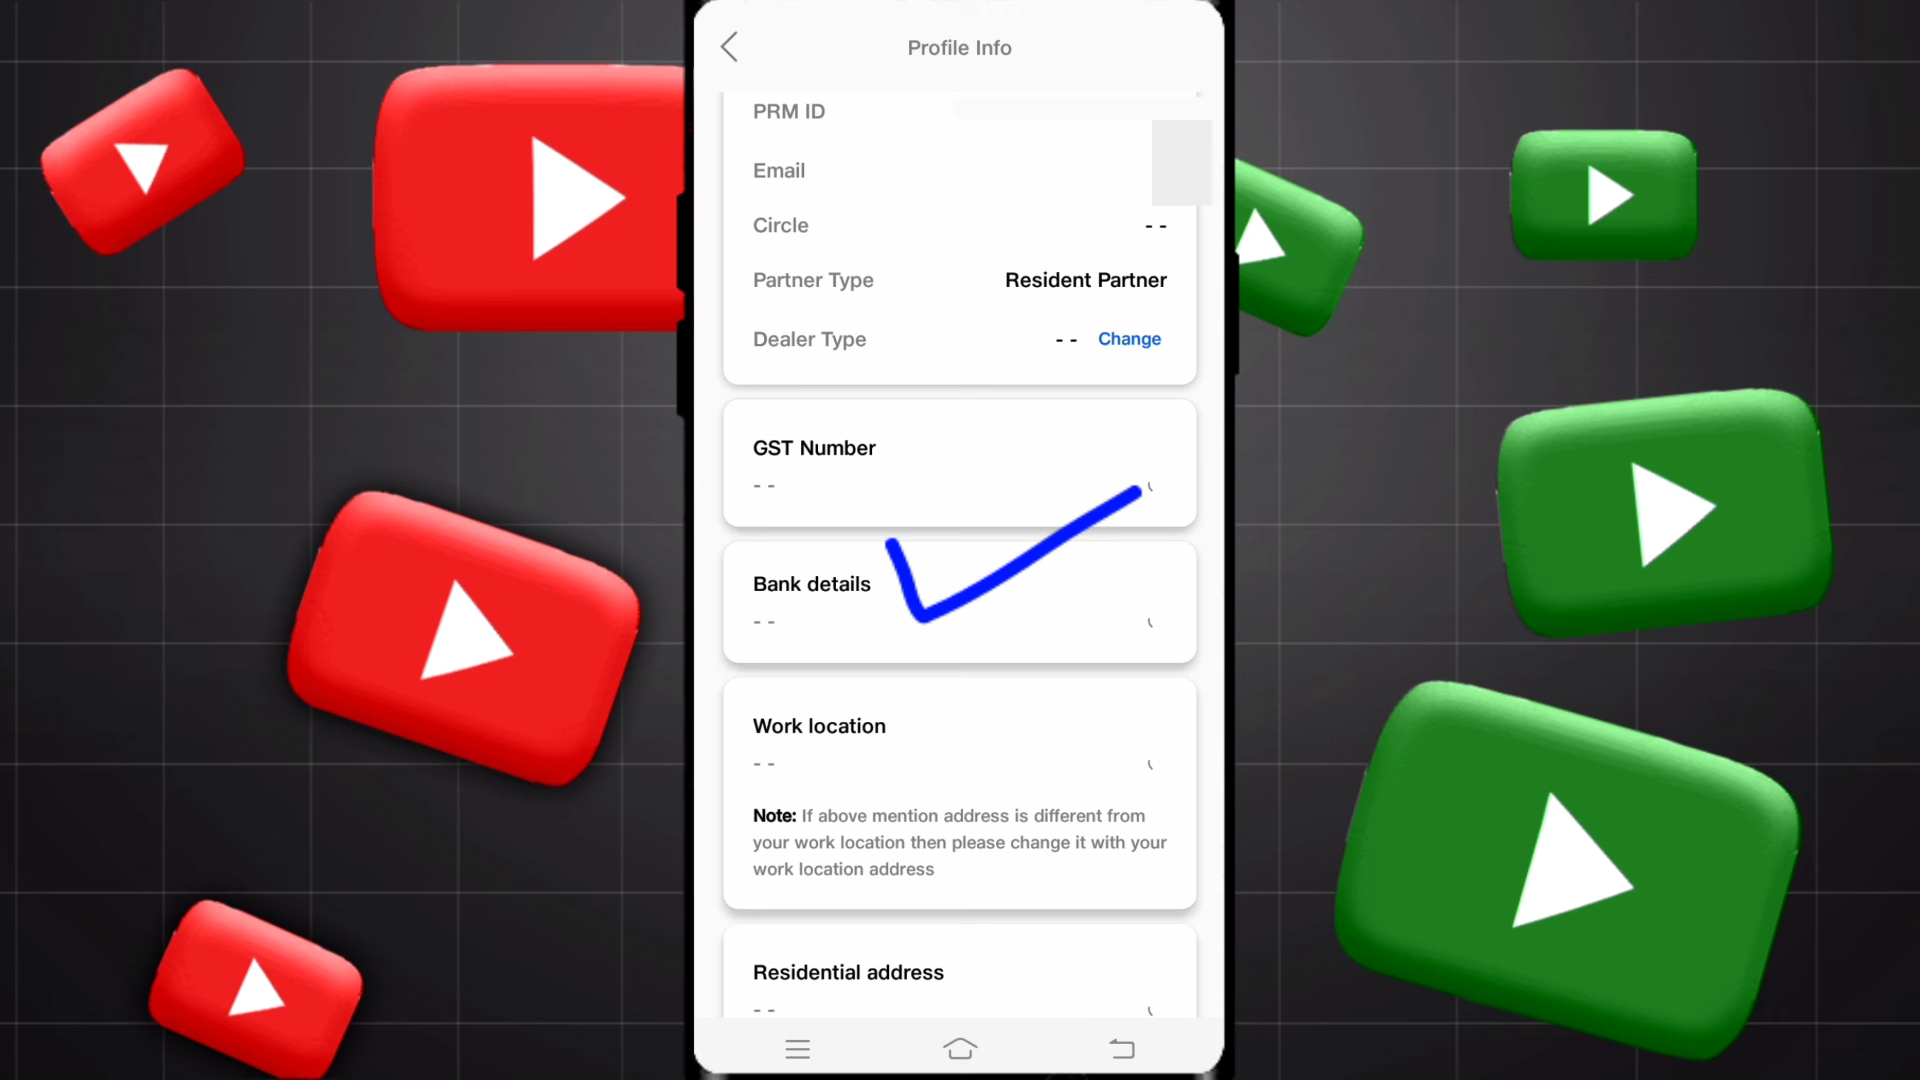 Profile Info
PRM ID
Email
Circle - -
Partner Type Resident Partner
Dealer Type - - Change
GST Number
- -
Bank details
- -
Work location
- -
Note: If above mention address is different from
your work location then please change it with your
work location address
Residential address
- -